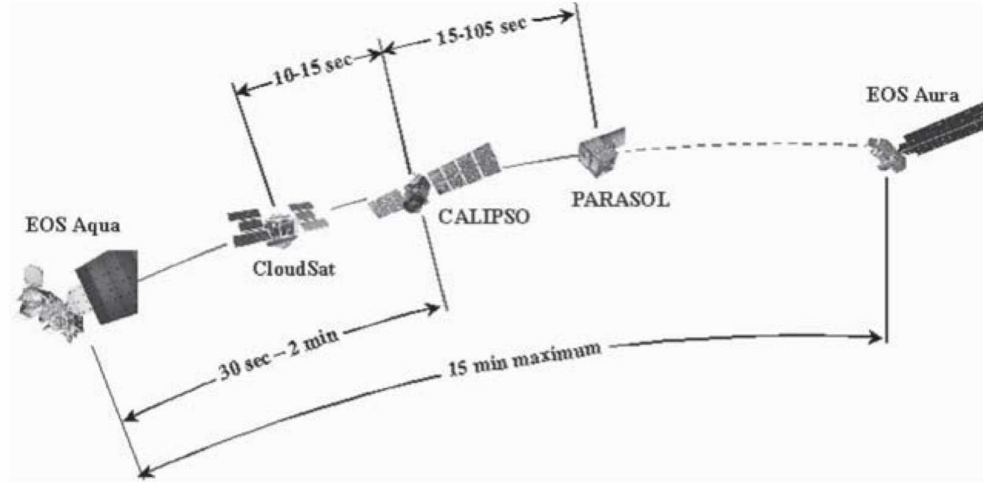 15-105 sec
10-15 sec
EOS Aura
PARASOL
CALIPSO
EOS Aqua
CloudSat
30 sec – 2 min
15 min maximum